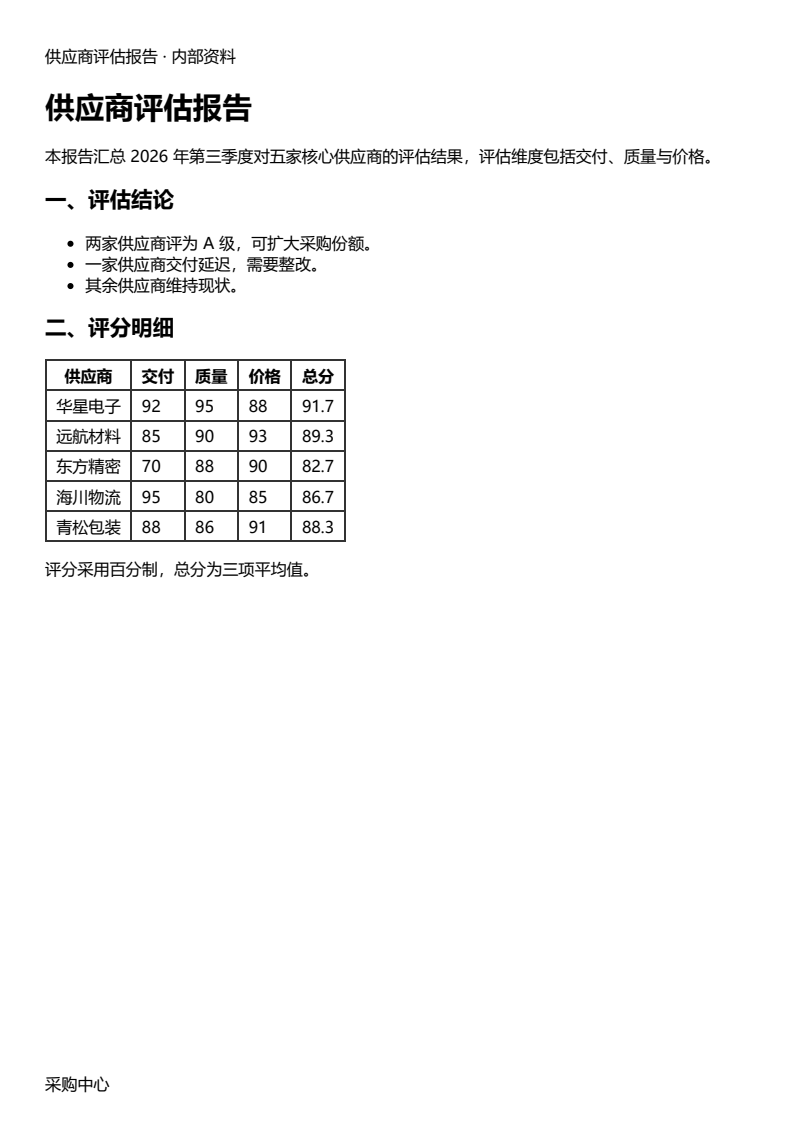 供应商评估报告 · 内部资料
供应商评估报告
本报告汇总 2026 年第三季度对五家核心供应商的评估结果，评估维度包括交付、质量与价格。
一、评估结论
• 两家供应商评为 A 级，可扩大采购份额。
• 一家供应商交付延迟，需要整改。
• 其余供应商维持现状。
二、评分明细
供应商 交付 质量 价格 总分
华星电子 92 95 88 91.7
远航材料 85 90 93 89.3
东方精密 70 88 90 82.7
海川物流 95 80 85 86.7
青松包装 88 86 91 88.3
评分采用百分制，总分为三项平均值。
采购中心